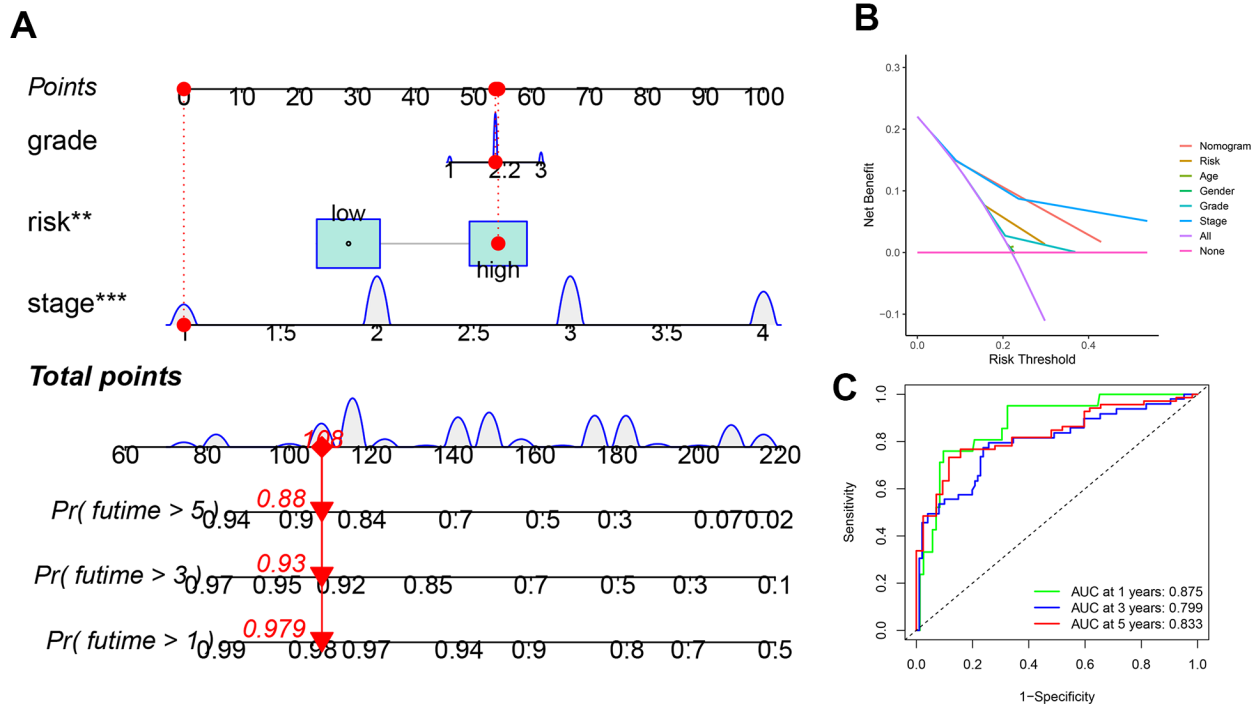 A
Points
0 10 20 30 40 50 60 70 80 90 100
grade
1 2.2 3
risk**
low
high
stage***
1 1.5 2 2.5 3 3.5 4
Total points
108
60 80 100 120 140 160 180 200 220
0.88
Pr( futime > 5 )
0.94 0.9 0.84 0.7 0.5 0.3 0.07 0.02
0.93
Pr( futime > 3 )
0.97 0.95 0.92 0.85 0.7 0.5 0.3 0.1
0.979
Pr( futime > 1 )
0.99 0.98 0.97 0.94 0.9 0.8 0.7 0.5
B
Net Benefit
0.3
0.2
0.1
0.0
−0.1
0.0 0.2 0.4
Risk Threshold
Nomogram
Risk
Age
Gender
Grade
Stage
All
None
C
Sensitivity
1.0
0.8
0.6
0.4
0.2
0.0
AUC at 1 years: 0.875
AUC at 3 years: 0.799
AUC at 5 years: 0.833
0.0 0.2 0.4 0.6 0.8 1.0
1−Specificity